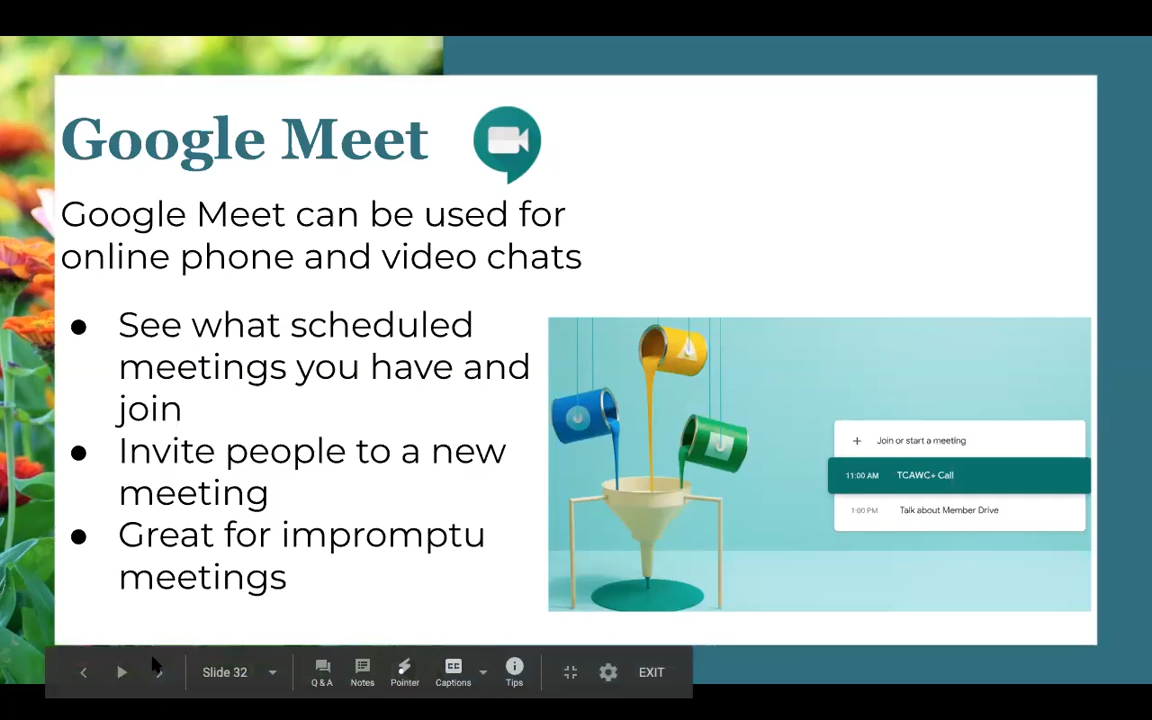 Google Meet
Google Meet can be used for
online phone and video chats
● See what scheduled
meetings you have and
join
● Invite people to a new
meeting
● Great for impromptu
meetings
+ Join or start a meeting
11:00 AM TCAWC+ Call
1:00 PM Talk about Member Drive
Slide 32
Q & A
Notes
Pointer
CC
Captions
Tips
EXIT